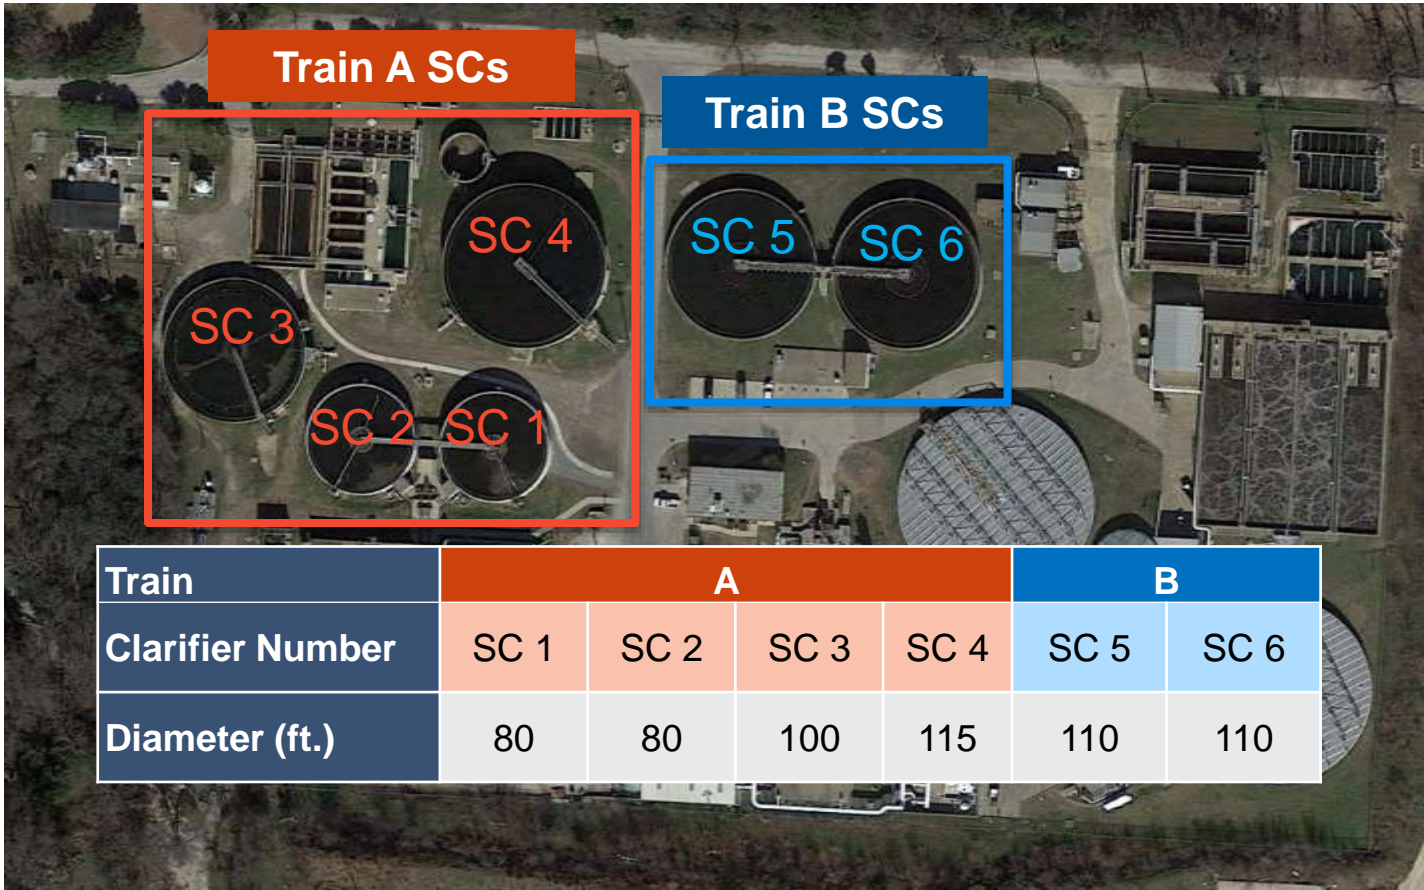 Train A SCs
Train B SCs
SC 4
SC 5
SC 6
SC 3
SC 2
SC 1
Train A B
Clarifier Number SC 1 SC 2 SC 3 SC 4 SC 5 SC 6
Diameter (ft.) 80 80 100 115 110 110